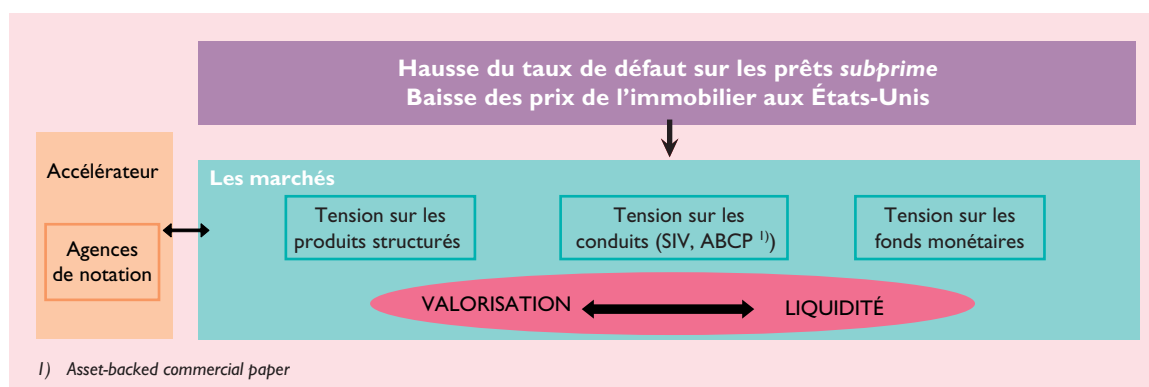 Hausse du taux de défaut sur les prêts subprime
Baisse des prix de l'immobilier aux États-Unis
Accélérateur
Agences
de notation
Les marchés
Tension sur les
produits structurés
Tension sur les
conduits (SIV, ABCP 1))
Tension sur les
fonds monétaires
VALORISATION
LIQUIDITÉ
1) Asset-backed commercial paper